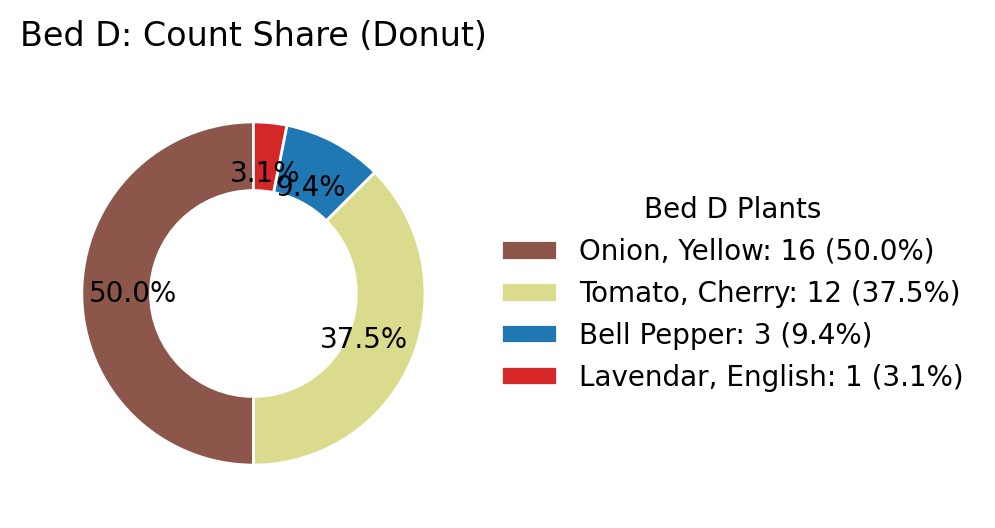 Bed D: Count Share (Donut)
3.1%
9.4%
50.0%
37.5%
Bed D Plants
Onion, Yellow: 16 (50.0%)
Tomato, Cherry: 12 (37.5%)
Bell Pepper: 3 (9.4%)
Lavendar, English: 1 (3.1%)